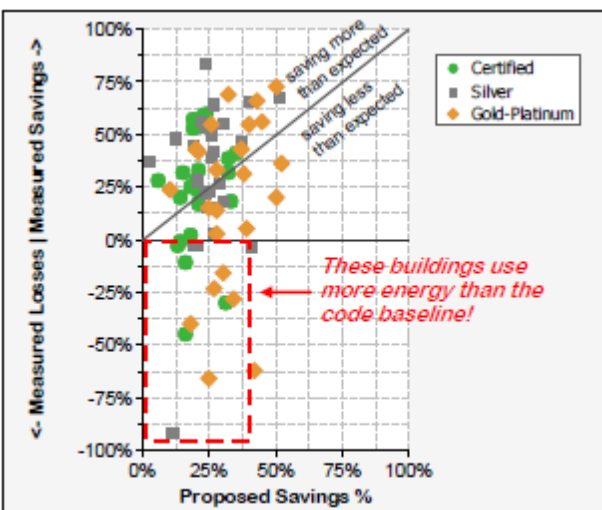 <- Measured Losses | Measured Savings ->
100%
75%
50%
25%
0%
-25%
-50%
-75%
-100%
0%
25%
50%
75%
100%
Proposed Savings %
saving more
than expected
saving less
than expected
These buildings use
more energy than the
code baseline!
Certified
Silver
Gold-Platinum